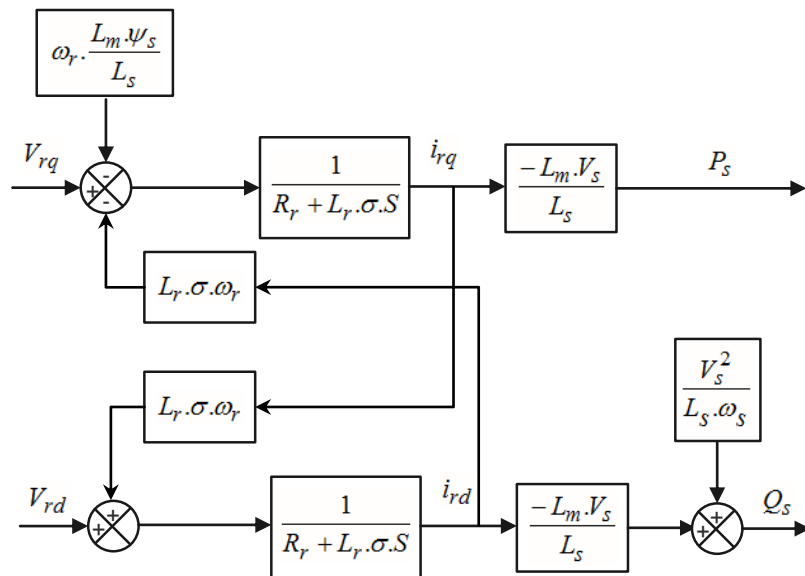 ω_r . L_m.ψ_s / L_s
V_rq
+ - -
1 / R_r + L_r.σ.S
i_rq
-L_m.V_s / L_s
P_s
L_r.σ.ω_r
L_r.σ.ω_r
V_s^2 / L_s.ω_s
V_rd
+ +
1 / R_r + L_r.σ.S
i_rd
-L_m.V_s / L_s
+ +
Q_s